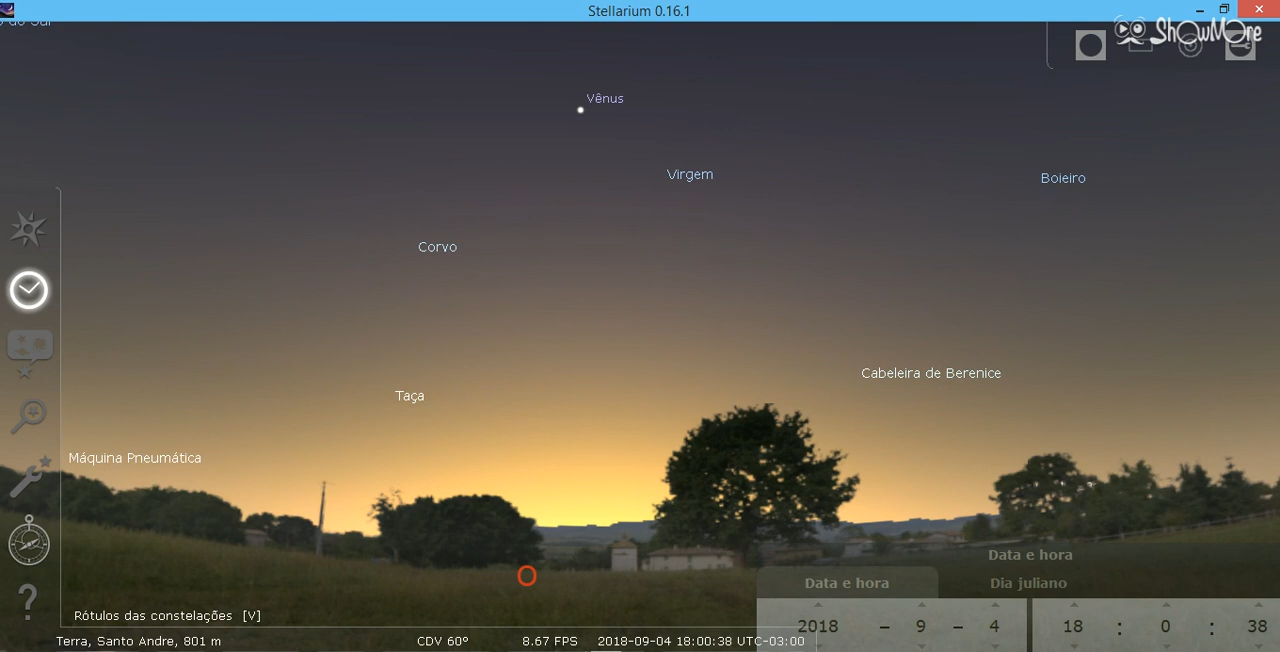 Stellarium 0.16.1
do Sul
ShowMore
Vênus
Virgem
Boieiro
Corvo
Cabeleira de Berenice
Taça
Máquina Pneumática
O
Data e hora
Data e hora
Dia juliano
Rótulos das constelações [V]
2018 – 9 – 4 18 : 0 : 38
Terra, Santo Andre, 801 m CDV 60° 8.67 FPS 2018-09-04 18:00:38 UTC-03:00